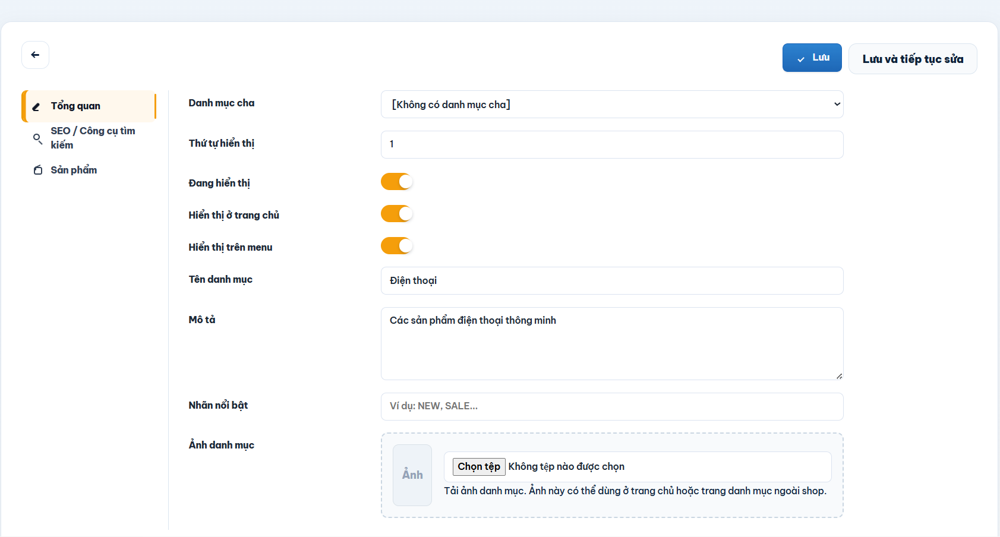 Lưu
Lưu và tiếp tục sửa
Tổng quan
SEO / Công cụ tìm
kiếm
Sản phẩm
Danh mục cha
[Không có danh mục cha]
Thứ tự hiển thị
1
Đang hiển thị
Hiển thị ở trang chủ
Hiển thị trên menu
Tên danh mục
Điện thoại
Mô tả
Các sản phẩm điện thoại thông minh
Nhãn nổi bật
Ví dụ: NEW, SALE...
Ảnh danh mục
Ảnh
Chọn tệp Không tệp nào được chọn
Tải ảnh danh mục. Ảnh này có thể dùng ở trang chủ hoặc trang danh mục ngoài shop.